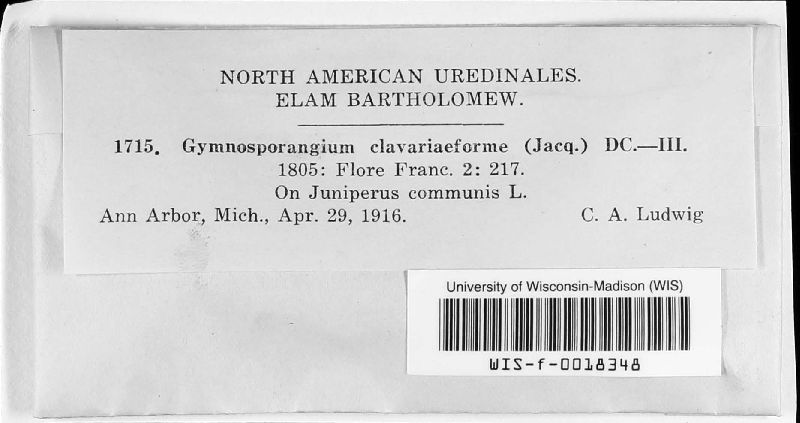 NORTH AMERICAN UREDINALES.
ELAM BARTHOLOMEW.
1715. Gymnosporangium clavariaeforme (Jacq.) DC.—III.
1805: Flore Franc. 2: 217.
On Juniperus communis L.
Ann Arbor, Mich., Apr. 29, 1916. C. A. Ludwig
University of Wisconsin-Madison (WIS)
WIS-f-0018348